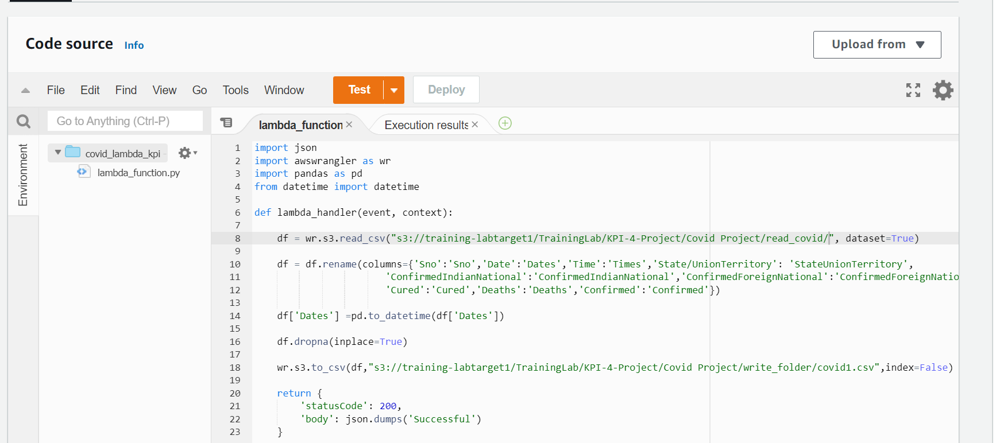 Code source Info
Upload from
File Edit Find View Go Tools Window Test Deploy
Go to Anything (Ctrl-P)
lambda_function
Execution results
Environment
covid_lambda_kpi
lambda_function.py
1 import json
2 import awswrangler as wr
3 import pandas as pd
4 from datetime import datetime
5
6 def lambda_handler(event, context):
7
8 df = wr.s3.read_csv("s3://training-labtarget1/TrainingLab/KPI-4-Project/Covid Project/read_covid/", dataset=True)
9
10 df = df.rename(columns={'Sno':'Sno','Date':'Dates','Time':'Times','State/UnionTerritory': 'StateUnionTerritory',
11 'ConfirmedIndianNational':'ConfirmedIndianNational','ConfirmedForeignNational':'ConfirmedForeignNatio
12 'Cured':'Cured','Deaths':'Deaths','Confirmed':'Confirmed'})
13
14 df['Dates'] =pd.to_datetime(df['Dates'])
15
16 df.dropna(inplace=True)
17
18 wr.s3.to_csv(df,"s3://training-labtarget1/TrainingLab/KPI-4-Project/Covid Project/write_folder/covid1.csv",index=False)
19
20 return {
21 'statusCode': 200,
22 'body': json.dumps('Successful')
23 }